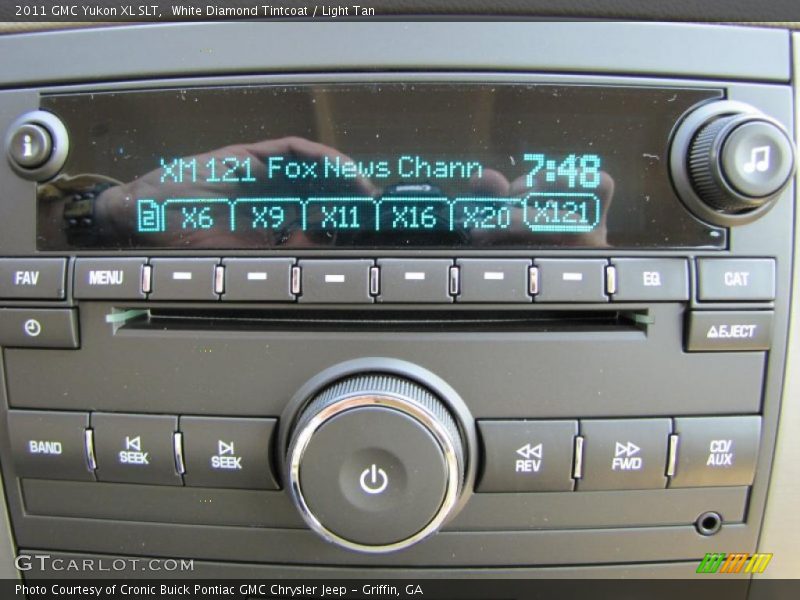 2011 GMC Yukon XL SLT, White Diamond Tintcoat / Light Tan
i
XM 121 Fox News Chann 7:48
2 X6 X9 X11 X16 X20 X121
FAV MENU EQ CAT
EJECT
BAND SEEK SEEK REV FWD CD/AUX
GTCARLOT.COM
Photo Courtesy of Cronic Buick Pontiac GMC Chrysler Jeep - Griffin, GA